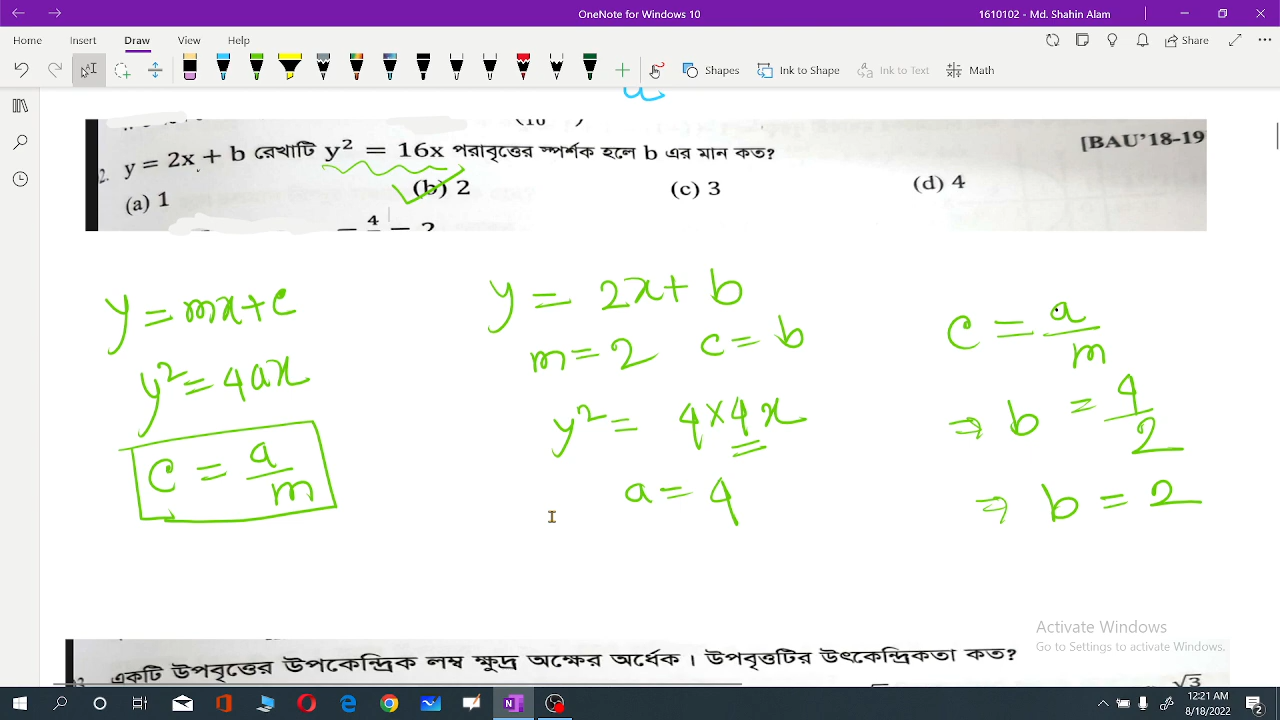 OneNote for Windows 10
1610102 - Md. Shahin Alam
Home Insert Draw View Help
Share
Shapes Ink to Shape Ink to Text Math
2. y = 2x + b রেখাটি y² = 16x পরাবৃত্তের স্পর্শক হলে b এর মান কত?
[BAU'18-19
(a) 1 (b) 2 (c) 3 (d) 4
= 4 = 2
y = mx + c
y² = 4ax
c = a/m
y = 2x + b
m = 2 c = b
y² = 4 × 4x
a = 4
c = a/m
⇒ b = 4/2
⇒ b = 2
Activate Windows
Go to Settings to activate Windows.
একটি উপবৃত্তের উপকেন্দ্রিক লম্ব ক্ষুদ্র অক্ষের অর্ধেক। উপবৃত্তটির উৎকেন্দ্রিকতা কত?
√3
12:21 AM
8/18/2022